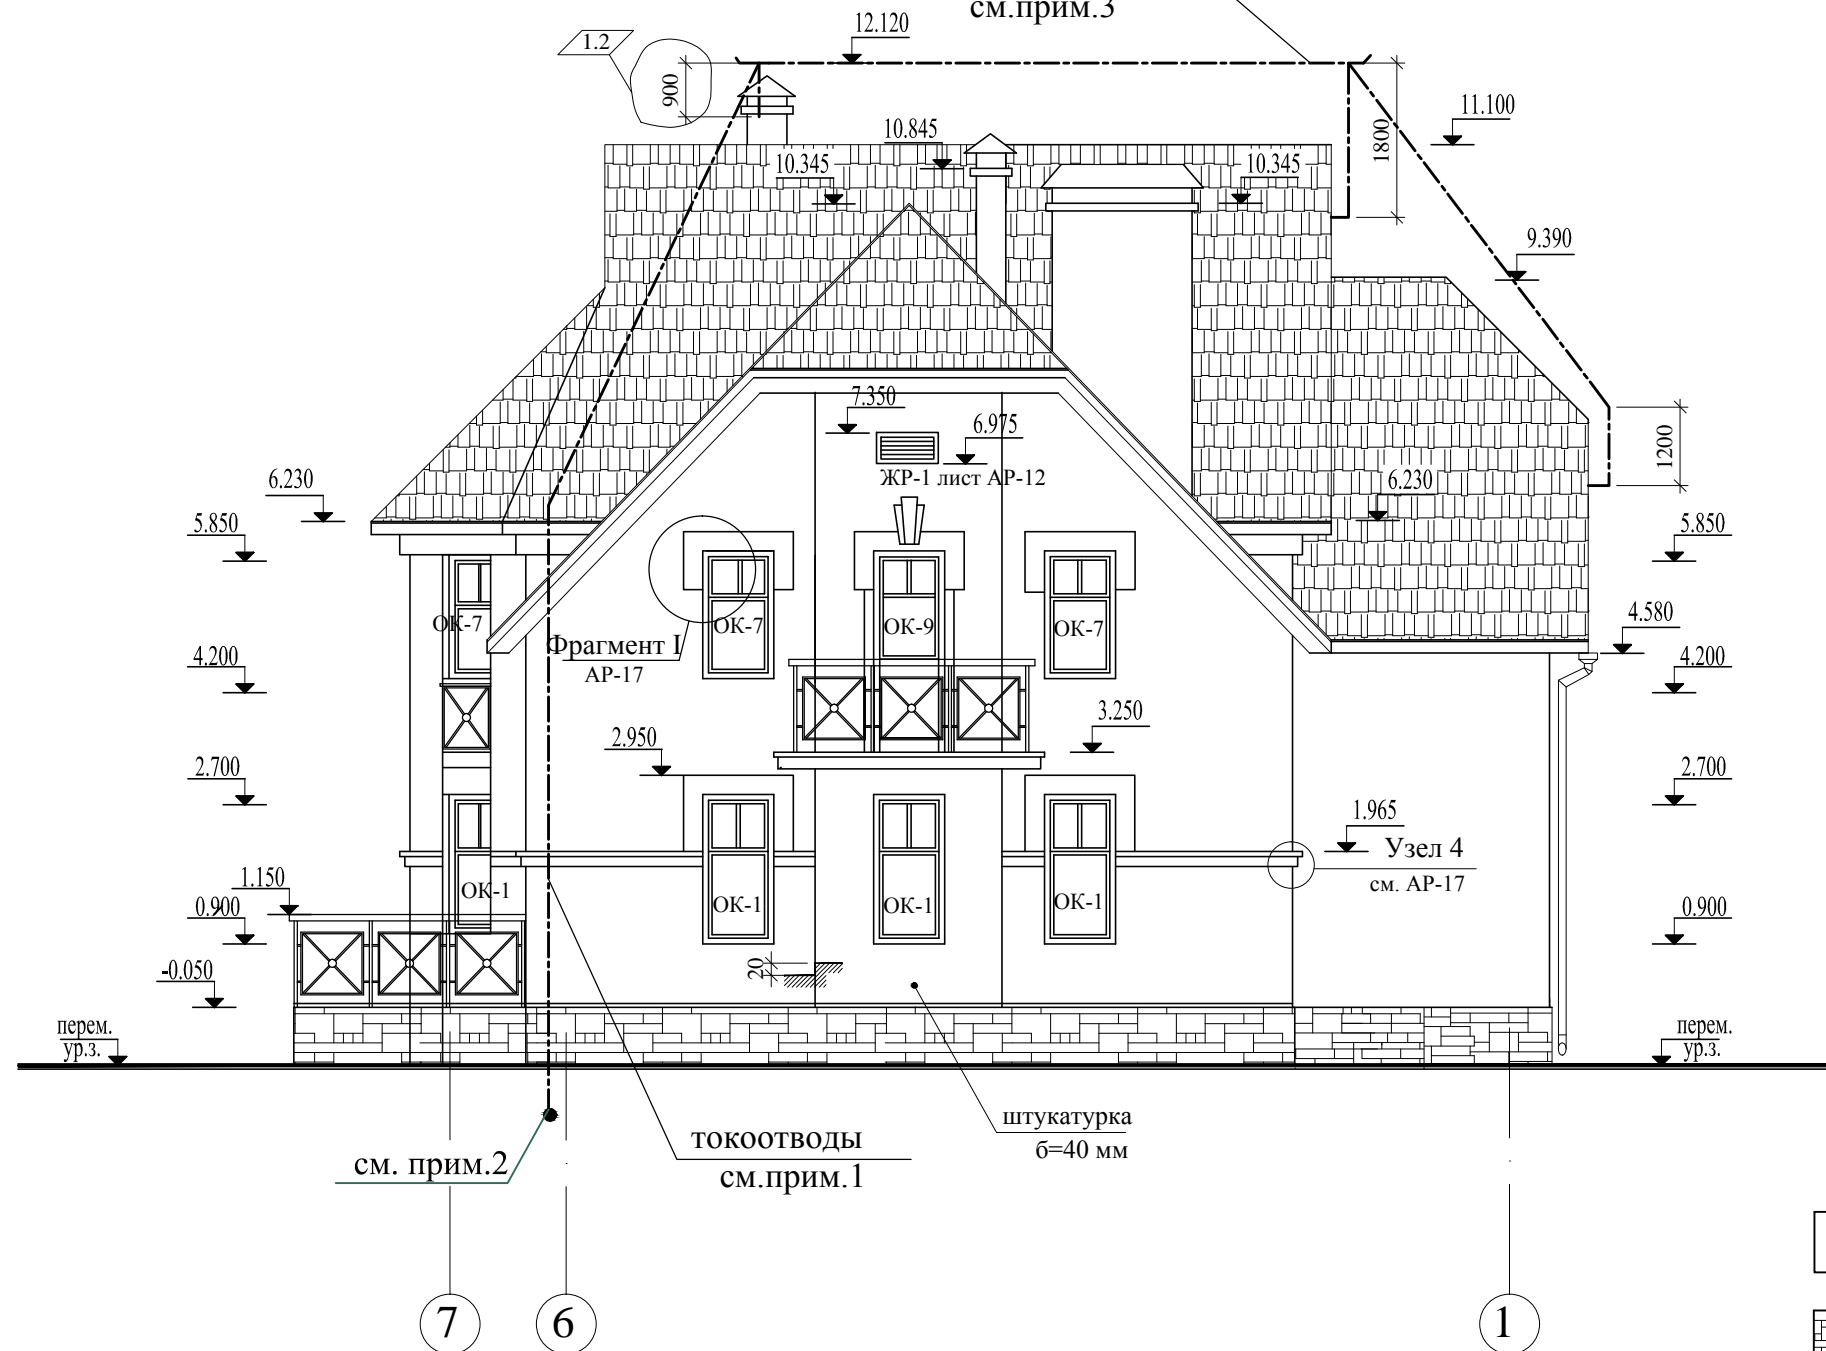 см.прим.3
12.120
1.2
900
11.100
1800
10.845
10.345
10.345
9.390
7.350
6.975
ЖР-1 лист АР-12
1200
6.230
6.230
5.850
5.850
ОК-7
ОК-7
ОК-9
ОК-7
4.580
Фрагмент I
АР-17
4.200
4.200
3.250
2.950
2.700
2.700
1.965
Узел 4
см. АР-17
1.150
ОК-1
ОК-1
ОК-1
ОК-1
0.900
0.900
-0.050
20
перем.
ур.з.
перем.
ур.з.
штукатурка
б=40 мм
токоотводы
см.прим.1
см. прим.2
7
6
1